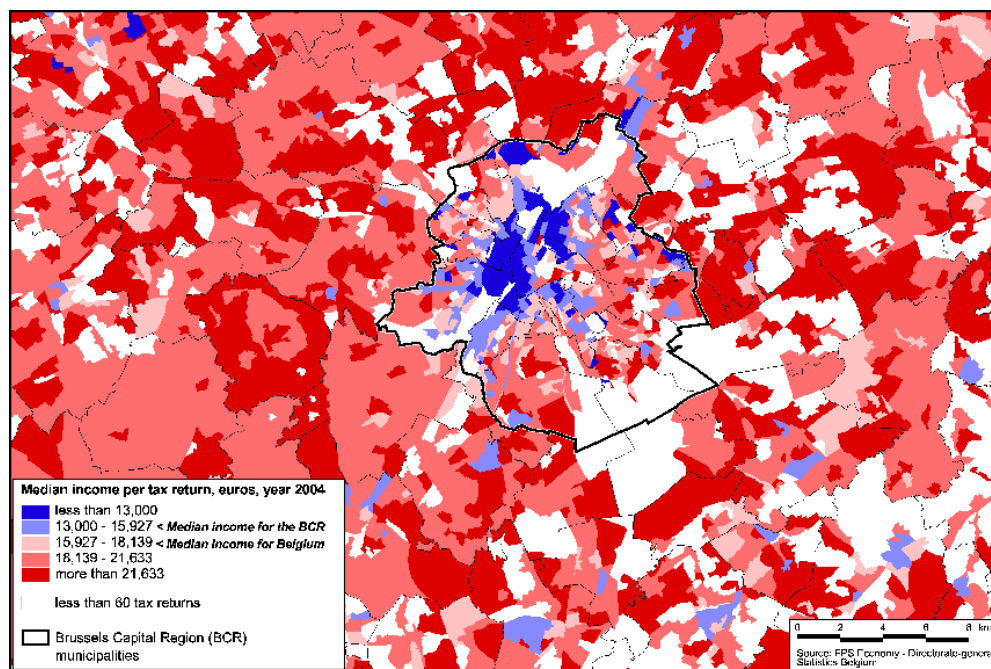 Median income per tax return, euros, year 2004
less than 13,000
13,000 - 15,927 < Median income for the BCR
15,927 - 18,139 < Median Income for Belgium
18,139 - 21,633
more than 21,633
less than 60 tax returns
Brussels Capital Region (BCR)
municipalities
0 2 4 6 8 km
Source: FPS Economy - Directorate-genera
Statistics Belgium